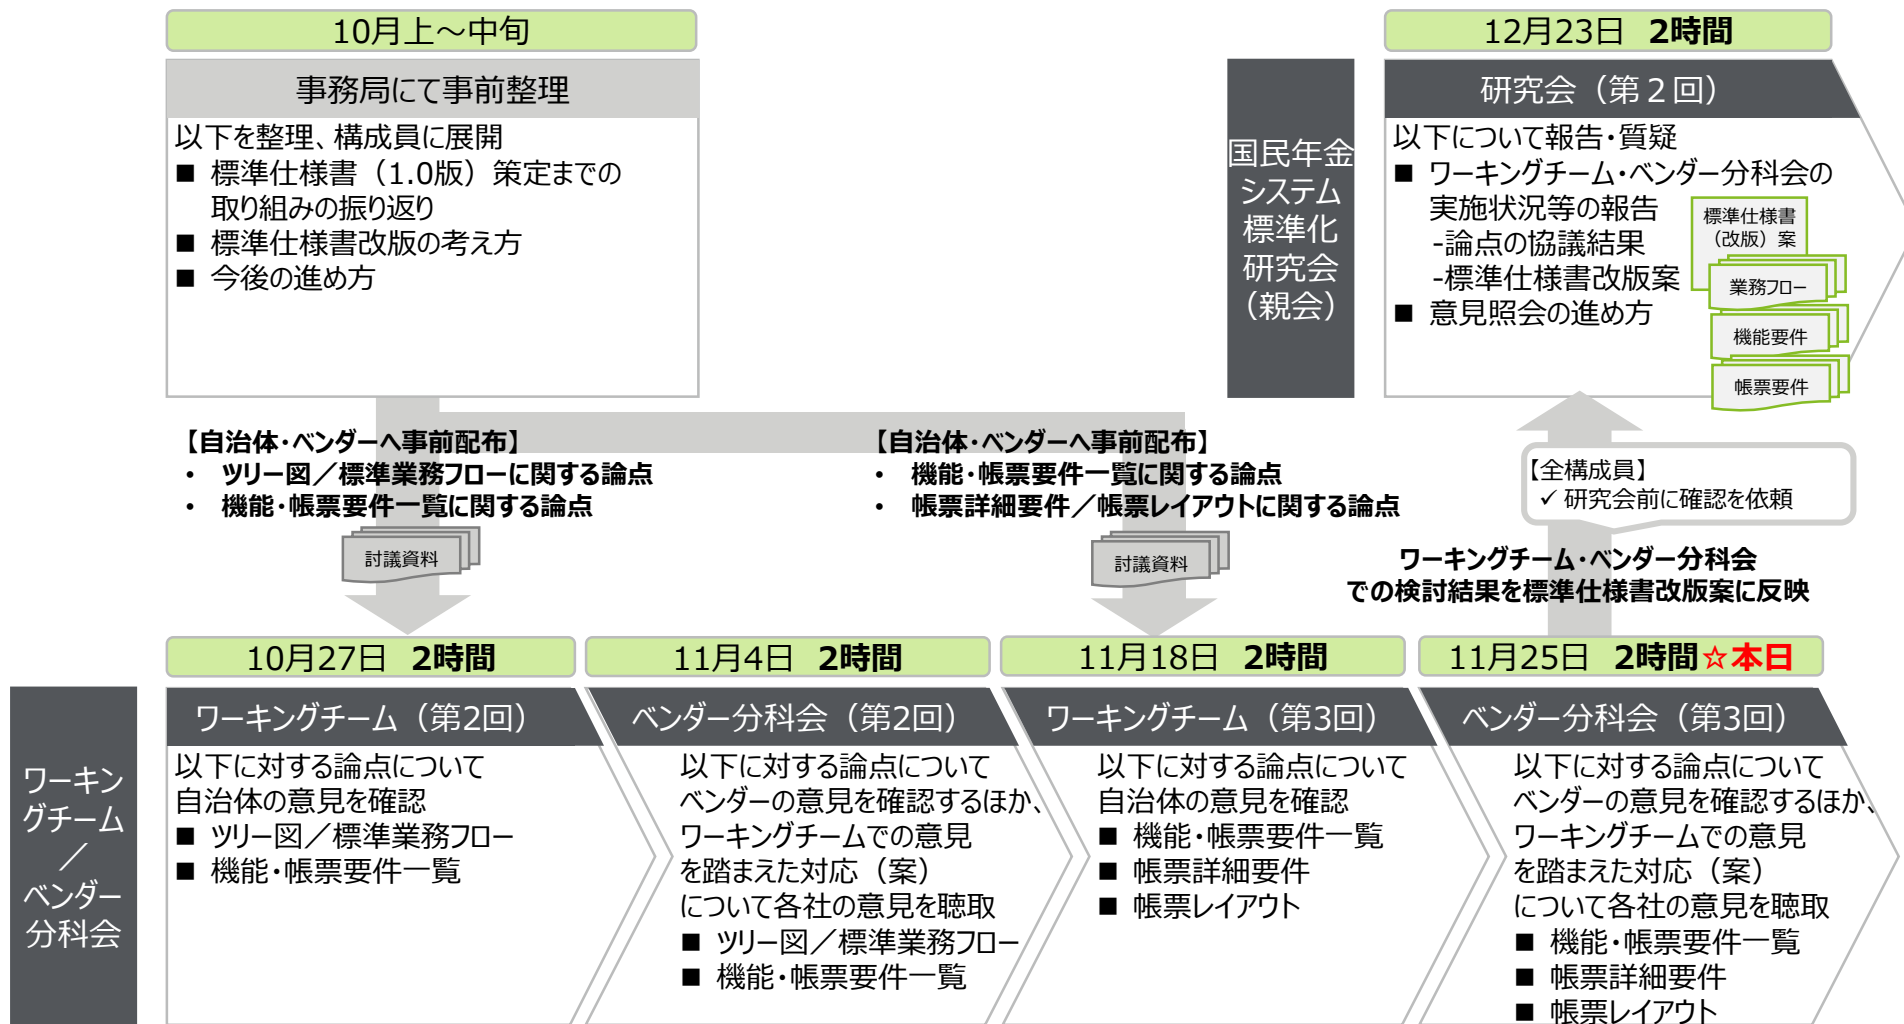 10月上～中旬
事務局にて事前整理
以下を整理、構成員に展開
■ 標準仕様書（1.0版）策定までの
取り組みの振り返り
■ 標準仕様書改版の考え方
■ 今後の進め方
国民年金
システム
標準化
研究会
（親会）
12月23日 2時間
研究会（第２回）
以下について報告・質疑
■ ワーキングチーム・ベンダー分科会の
実施状況等の報告
-論点の協議結果
-標準仕様書改版案
■ 意見照会の進め方
標準仕様書
（改版）案
業務フロー
機能要件
帳票要件
【自治体・ベンダーへ事前配布】
• ツリー図／標準業務フローに関する論点
• 機能・帳票要件一覧に関する論点
討議資料
【自治体・ベンダーへ事前配布】
• 機能・帳票要件一覧に関する論点
• 帳票詳細要件／帳票レイアウトに関する論点
討議資料
【全構成員】
✓ 研究会前に確認を依頼
ワーキングチーム・ベンダー分科会
での検討結果を標準仕様書改版案に反映
ワーキン
グチーム
／
ベンダー
分科会
10月27日 2時間
ワーキングチーム（第2回）
以下に対する論点について
自治体の意見を確認
■ ツリー図／標準業務フロー
■ 機能・帳票要件一覧
11月4日 2時間
ベンダー分科会（第2回）
以下に対する論点について
ベンダーの意見を確認するほか、
ワーキングチームでの意見
を踏まえた対応（案）
について各社の意見を聴取
■ ツリー図／標準業務フロー
■ 機能・帳票要件一覧
11月18日 2時間
ワーキングチーム（第3回）
以下に対する論点について
自治体の意見を確認
■ 機能・帳票要件一覧
■ 帳票詳細要件
■ 帳票レイアウト
11月25日 2時間☆本日
ベンダー分科会（第3回）
以下に対する論点について
ベンダーの意見を確認するほか、
ワーキングチームでの意見
を踏まえた対応（案）
について各社の意見を聴取
■ 機能・帳票要件一覧
■ 帳票詳細要件
■ 帳票レイアウト